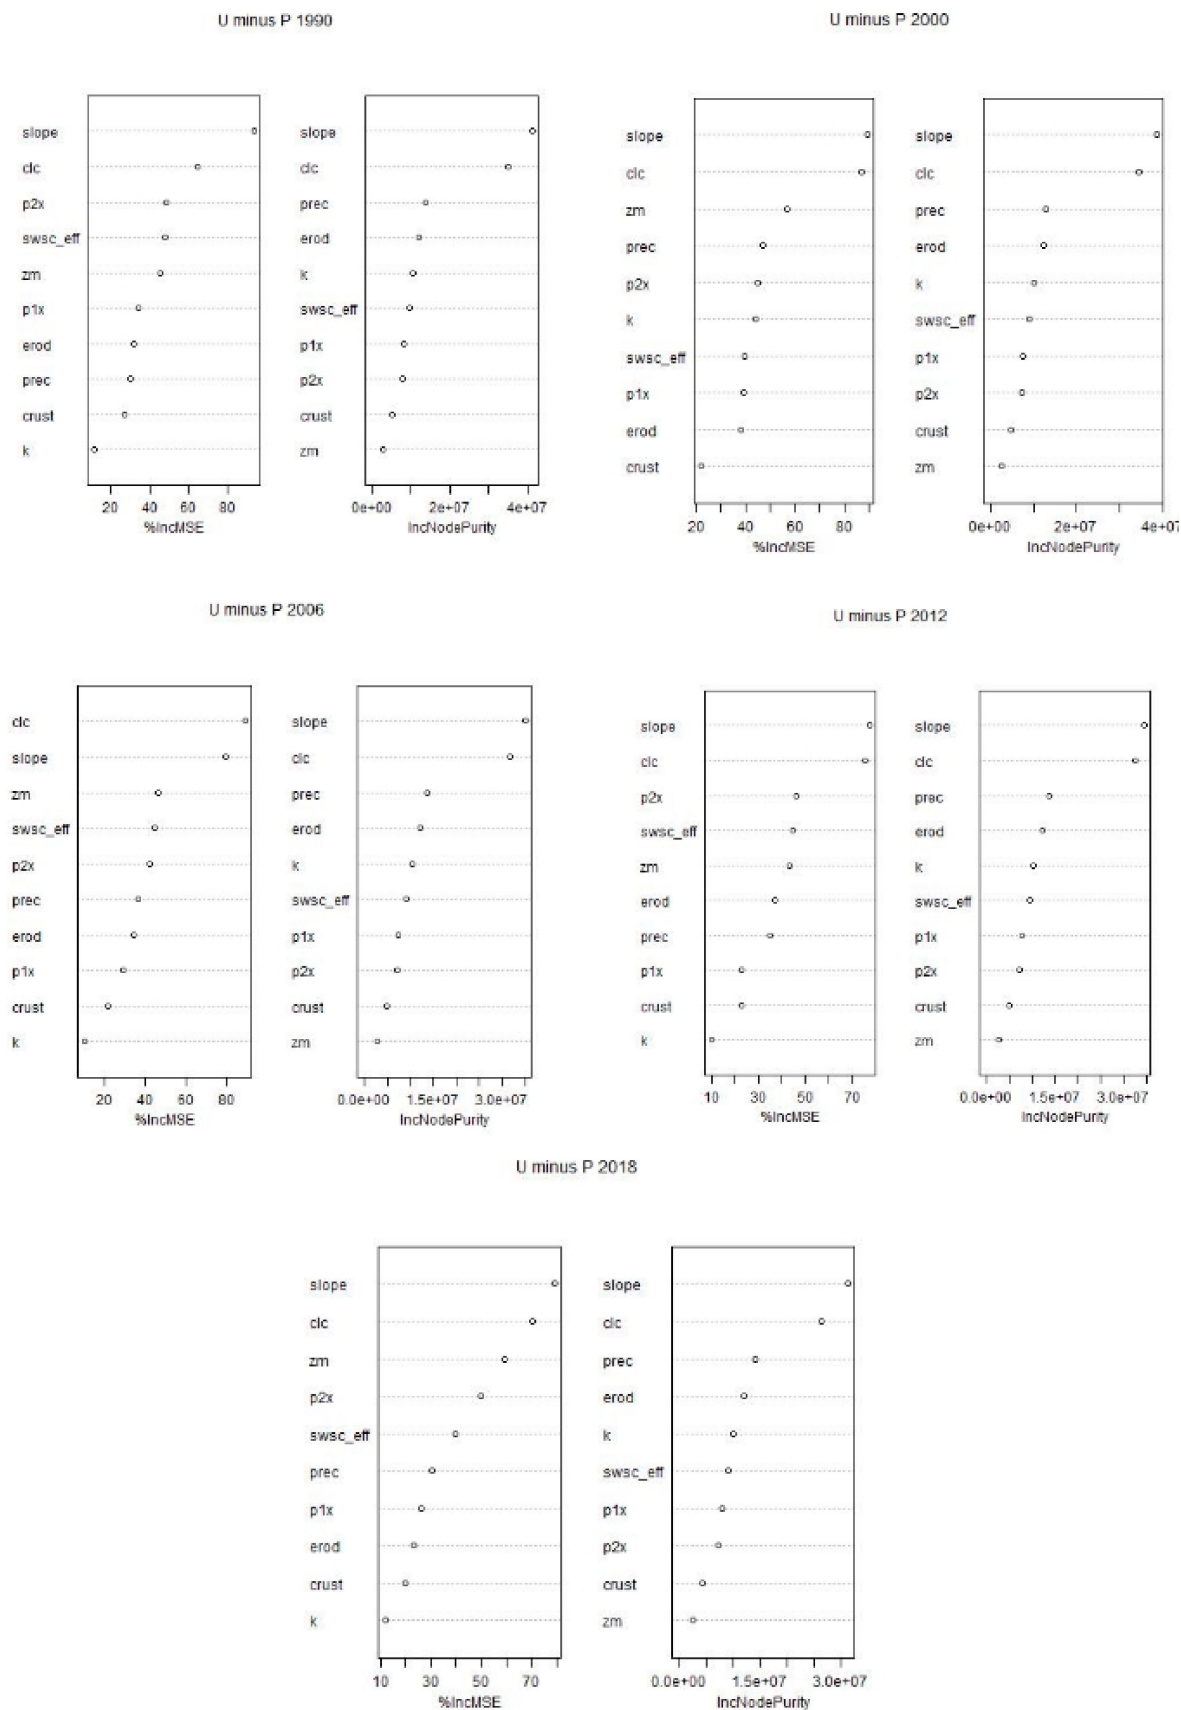 U minus P 1990
slope
clc
p2x
swsc_eff
zm
p1x
erod
prec
crust
k
20 40 60 80
%IncMSE
slope
clc
prec
erod
k
swsc_eff
p1x
p2x
crust
zm
0e+00 2e+07 4e+07
IncNodePurity
U minus P 2000
slope
clc
zm
prec
p2x
k
swsc_eff
p1x
erod
crust
20 40 60 80
%IncMSE
slope
clc
prec
erod
k
swsc_eff
p1x
p2x
crust
zm
0e+00 2e+07 4e+07
IncNodePurity
U minus P 2006
clc
slope
zm
swsc_eff
p2x
prec
erod
p1x
crust
k
20 40 60 80
%IncMSE
slope
clc
prec
erod
k
swsc_eff
p1x
p2x
crust
zm
0.0e+00 1.5e+07 3.0e+07
IncNodePurity
U minus P 2012
slope
clc
p2x
swsc_eff
zm
erod
prec
p1x
crust
k
10 30 50 70
%IncMSE
slope
clc
prec
erod
k
swsc_eff
p1x
p2x
crust
zm
0.0e+00 1.5e+07 3.0e+07
IncNodePurity
U minus P 2018
slope
clc
zm
p2x
swsc_eff
prec
p1x
erod
crust
k
10 30 50 70
%IncMSE
slope
clc
prec
erod
k
swsc_eff
p1x
p2x
crust
zm
0.0e+00 1.5e+07 3.0e+07
IncNodePurity